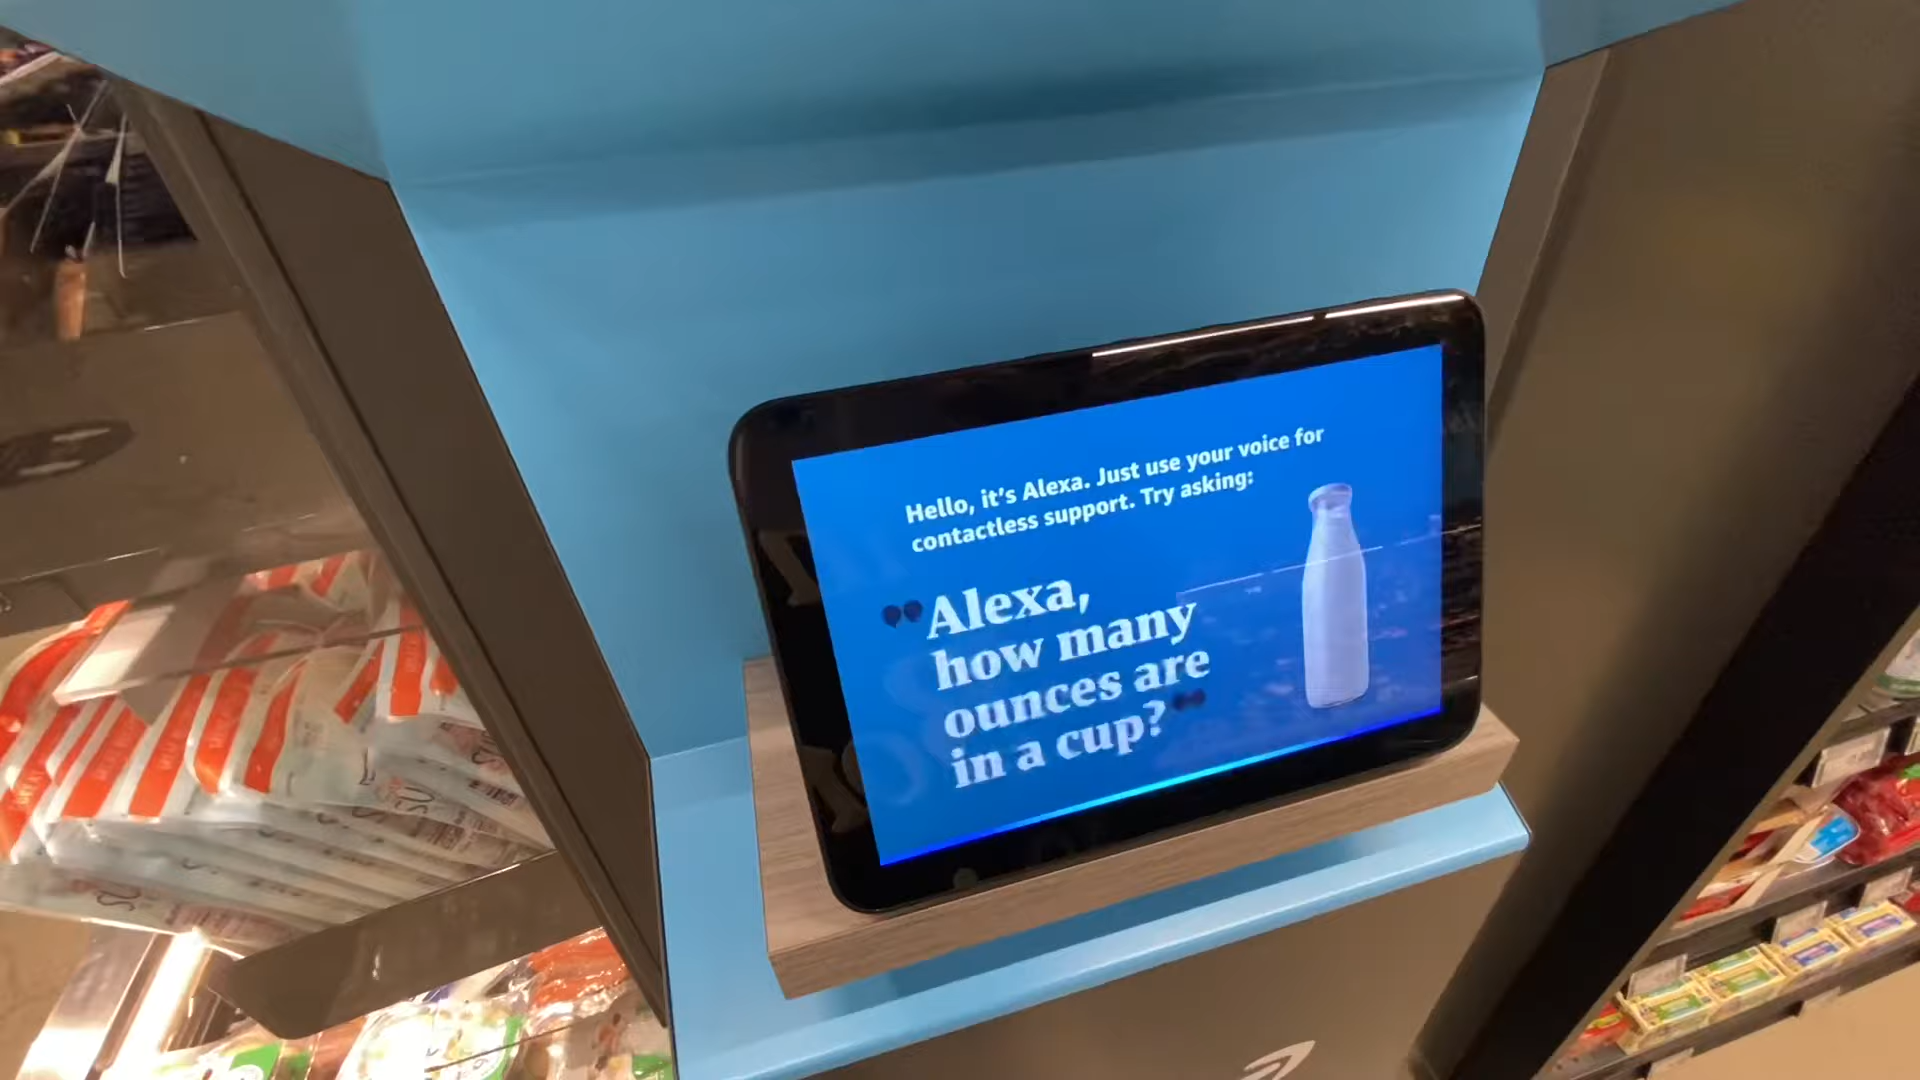 Hello, it's Alexa. Just use your voice for
contactless support. Try asking:
"Alexa,
how many
ounces are
in a cup?"